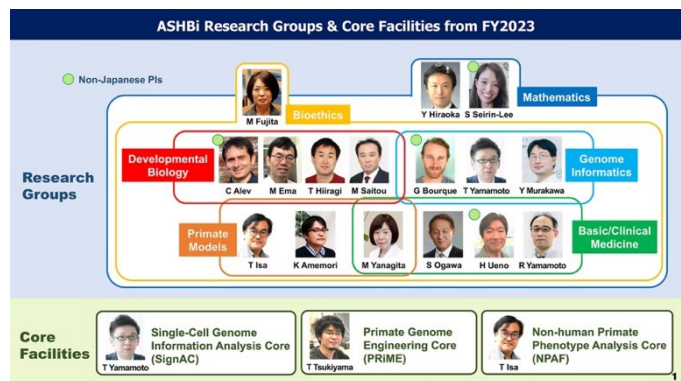 ASHBi Research Groups & Core Facilities from FY2023
Non-Japanese PIs
M Fujita
Bioethics
Y Hiraoka
S Seirin-Lee
Mathematics
Research
Groups
Developmental
Biology
C Alev
M Ema
T Hiiragi
M Saitou
G Bourque
T Yamamoto
Y Murakawa
Genome
Informatics
Primate
Models
T Isa
K Amemori
M Yanagita
S Ogawa
H Ueno
R Yamamoto
Basic/Clinical
Medicine
Core
Facilities
T Yamamoto
Single-Cell Genome
Information Analysis Core
(SignAC)
T Tsukiyama
Primate Genome
Engineering Core
(PRiME)
T Isa
Non-human Primate
Phenotype Analysis Core
(NPAF)
1